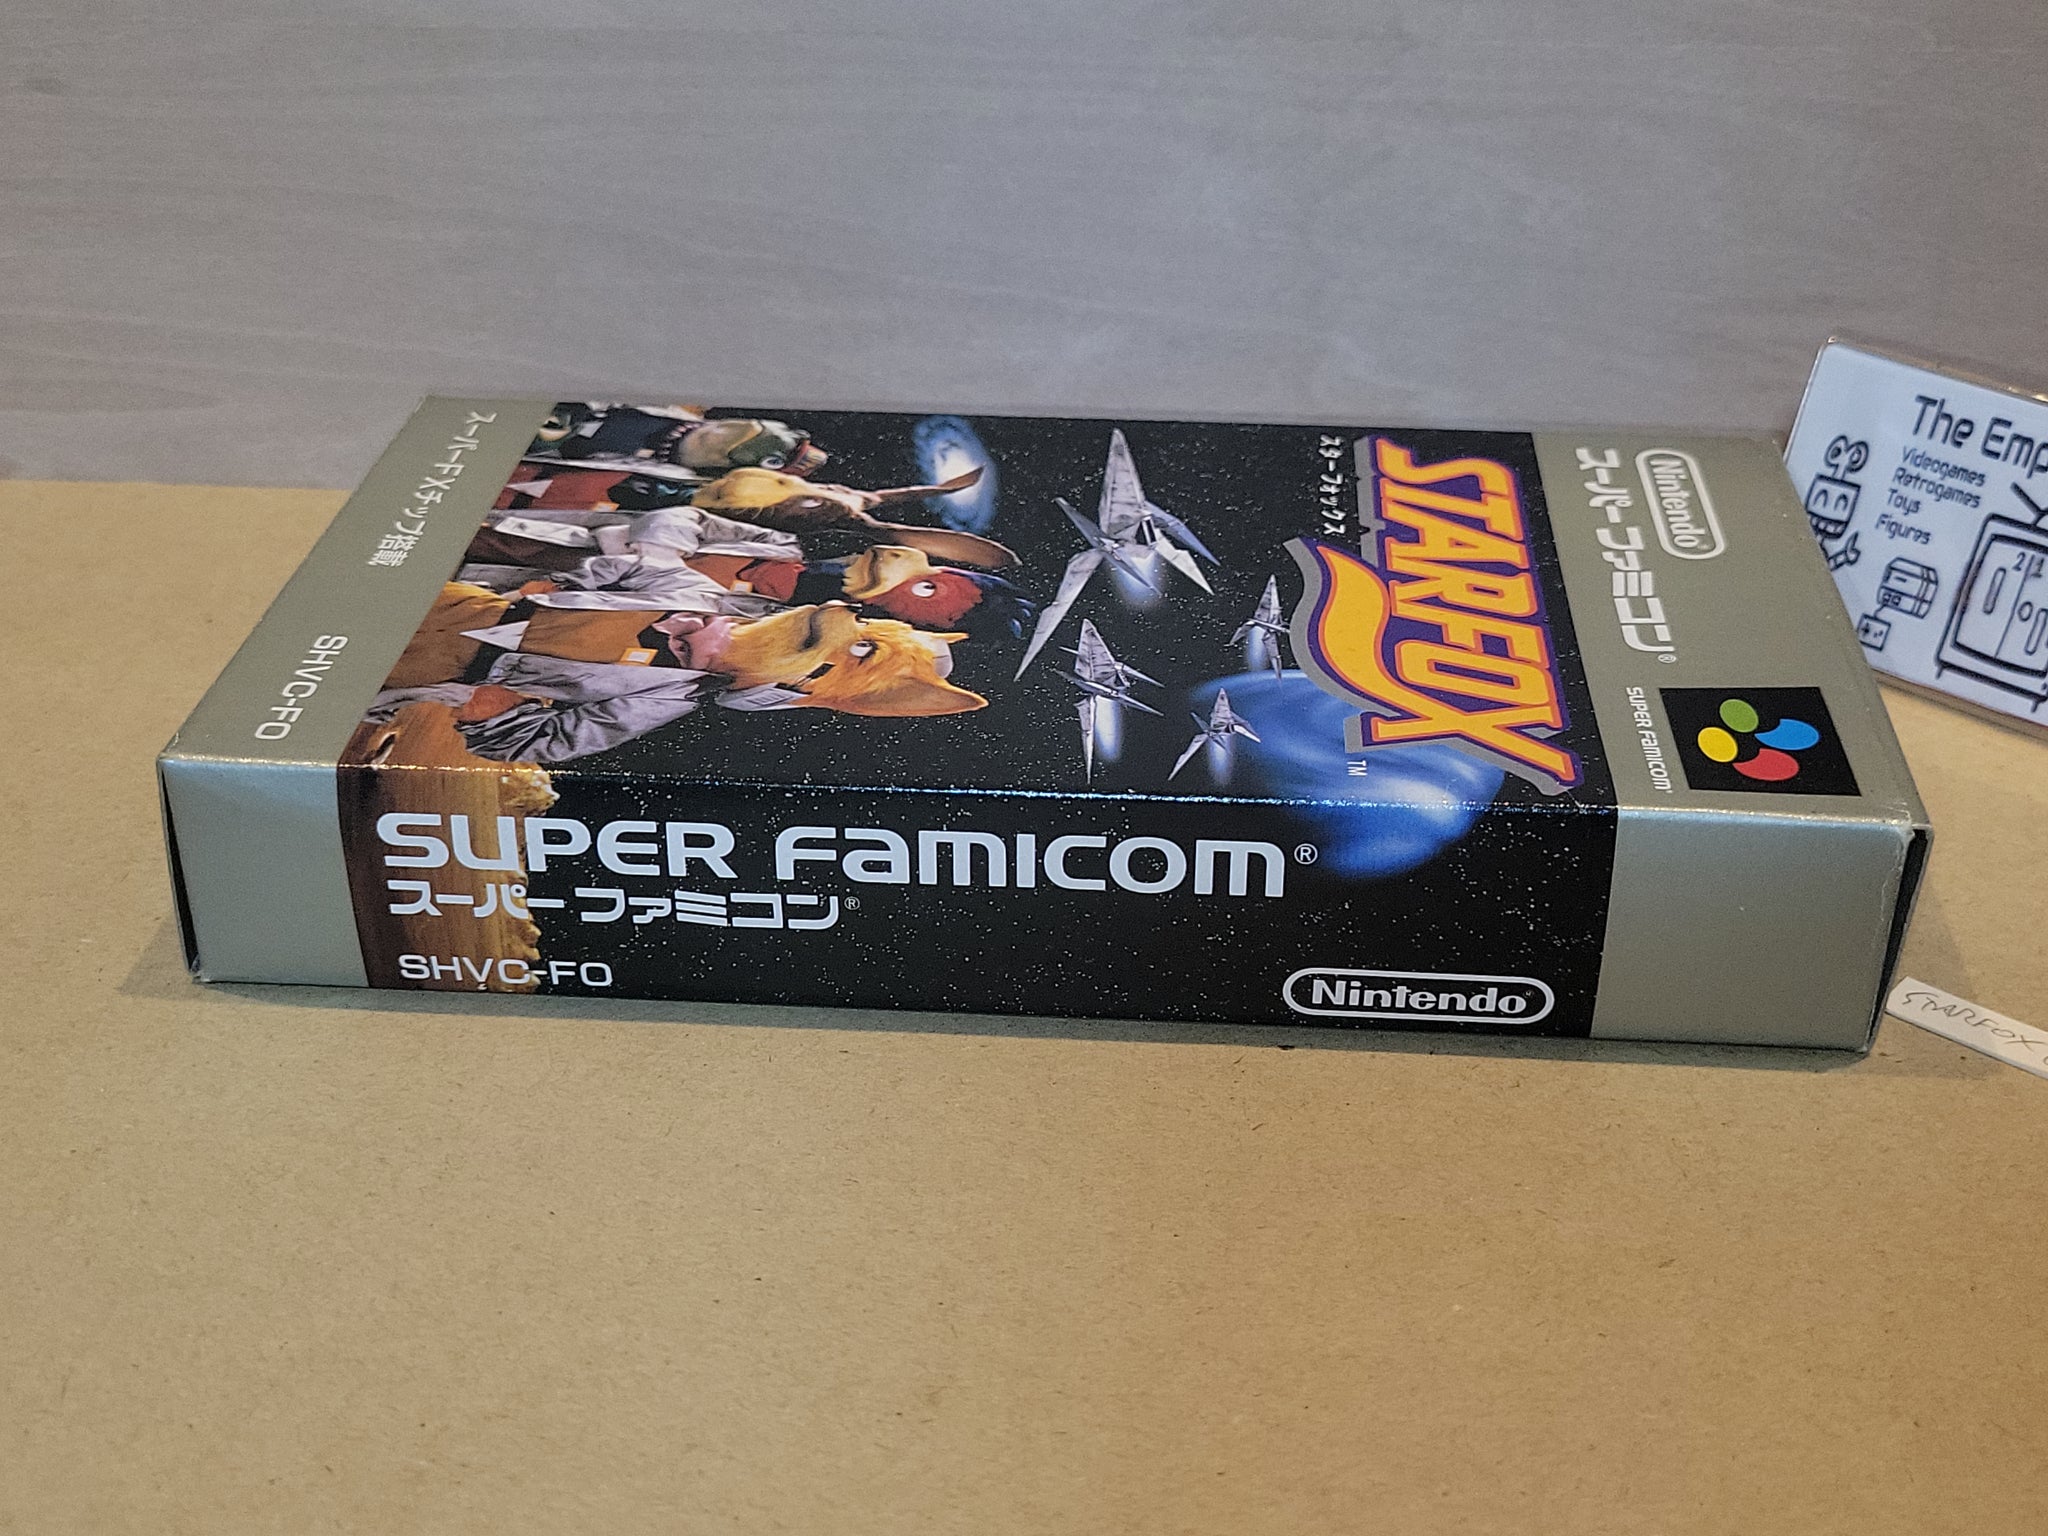 Nintendo
スーパーファミコン®
SUPER FAMICOM
STARFOX
TM
スターフォックス
スーパーFXチップ搭載
SHVC-FO
SUPER FAMICOM®
スーパーファミコン®
SHVC-FO
Nintendo®
The
Videogames
Retrogames
Toys
Figures
STARFOX